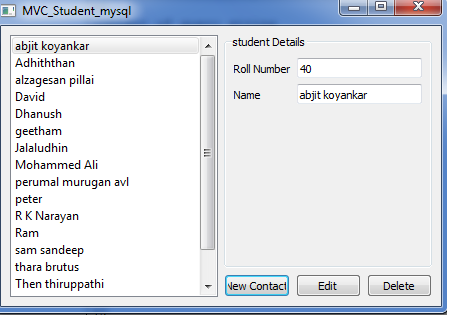 MVC_Student_mysql
abjit koyankar
Adhiththan
alzagesan pillai
David
Dhanush
geetham
Jalaludhin
Mohammed Ali
perumal murugan avl
peter
R K Narayan
Ram
sam sandeep
thara brutus
Then thiruppathi
student Details
Roll Number 40
Name abjit koyankar
New Contact Edit Delete